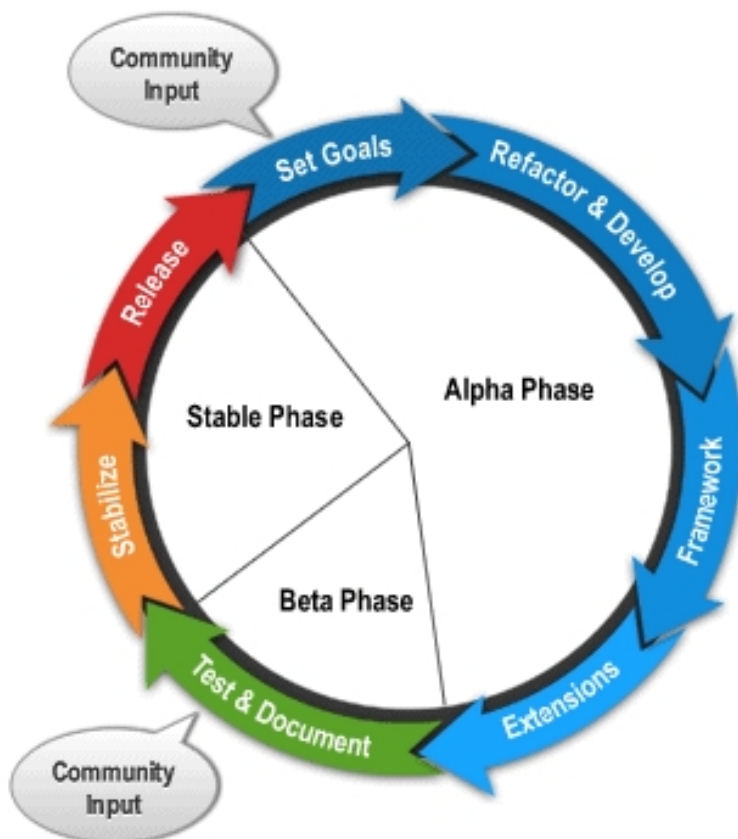 Community
Input
Set Goals
Refactor & Develop
Release
Alpha Phase
Stable Phase
Framework
Stabilize
Beta Phase
Test & Document
Extensions
Community
Input